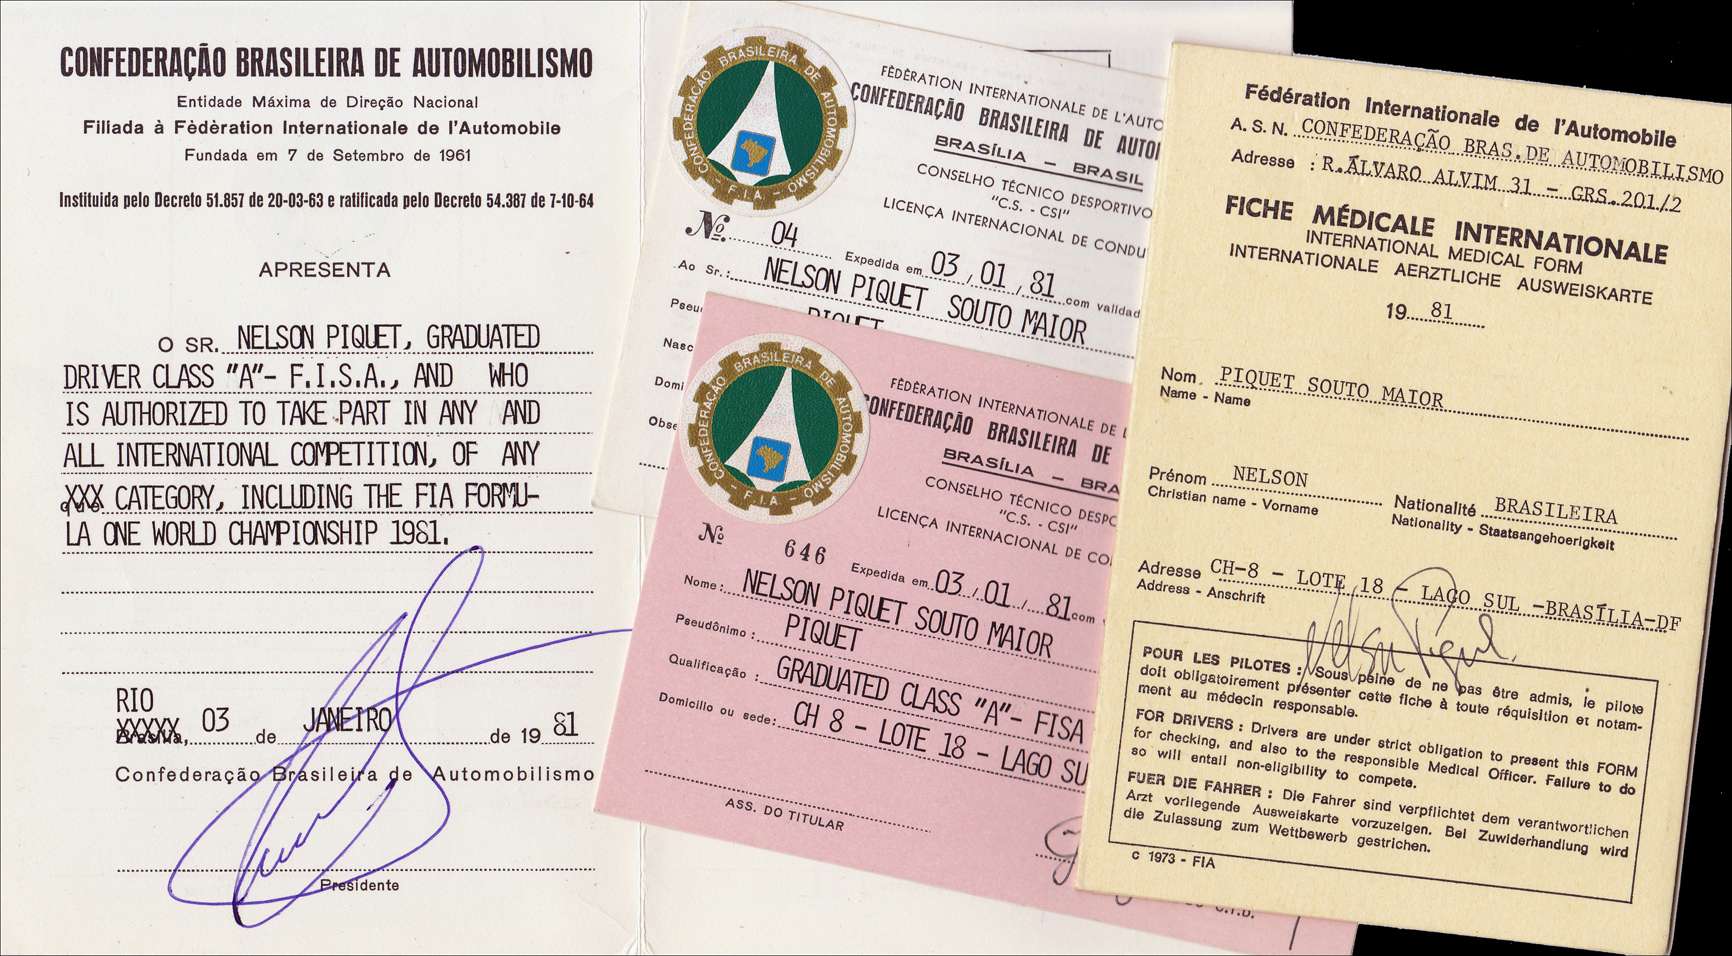 CONFEDERAÇÃO BRASILEIRA DE AUTOMOBILISMO
Entidade Máxima de Direção Nacional
Filiada à Fèdèration Internationale de l'Automobile
Fundada em 7 de Setembro de 1961
Instituida pelo Decreto 51.857 de 20-03-63 e ratificada pelo Decreto 54.387 de 7-10-64
APRESENTA
O SR. NELSON PIQUET, GRADUATED
DRIVER CLASS "A"- F.I.S.A., AND WHO
IS AUTHORIZED TO TAKE PART IN ANY AND
ALL INTERNATIONAL COMPETITION, OF ANY
que XXX CATEGORY, INCLUDING THE FIA FORMU-
LA ONE WORLD CHAMPIONSHIP 1981.
RIO
XXXXX Brasília, 03 de JANEIRO de 19 81
Confederação Brasileira de Automobilismo
Presidente
CONFEDERAÇÃO BRASILEIRA DE AUTOMOBILISMO - F.I.A -
FÉDÉRATION INTERNATIONALE DE L'AUTO
CONFEDERAÇÃO BRASILEIRA DE AUTOM
BRASÍLIA - BRASIL
CONSELHO TÉCNICO DESPORTIVO
"C.S. - CSI"
LICENÇA INTERNACIONAL DE CONDU
Nº. 04 Expedida em 03 / 01 / 81 com validad
Ao Sr.: NELSON PIQUET SOUTO MAIOR
Pseu PIQUET
Nasc
Domi
Obse
CONFEDERAÇÃO BRASILEIRA DE AUTOMOBILISMO - F.I.A -
FÉDÉRATION INTERNATIONALE DE L
CONFEDERAÇÃO BRASILEIRA DE
BRASÍLIA - BRA
CONSELHO TÉCNICO DESPO
"C.S. - CSI"
LICENÇA INTERNACIONAL DE CO
Nº 646 Expedida em 03 / 01 / 81 com
Nome: NELSON PIQUET SOUTO MAIOR
Pseudônimo: PIQUET
Qualificação: GRADUATED CLASS "A"- FISA
Domicílio ou sede: CH 8 - LOTE 18 - LAGO SU
ASS. DO TITULAR
C.T.D.
Fédération Internationale de l'Automobile
A. S. N. CONFEDERAÇÃO BRAS.DE AUTOMOBILISMO
Adresse : R.ÁLVARO ALVIM 31 - GRS.201/2
FICHE MÉDICALE INTERNATIONALE
INTERNATIONAL MEDICAL FORM
INTERNATIONALE AERZTLICHE AUSWEISKARTE
19 81
Nom. PIQUET SOUTO MAIOR
Name - Name
Prénom NELSON Nationalité BRASILEIRA
Christian name - Vorname Nationality - Staatsangehoerigkeit
Adresse CH-8 - LOTE 18 - LAGO SUL -BRASÍLIA-DF
Address - Anschrift
Nelson Piquet.
POUR LES PILOTES : Sous peine de ne pas être admis, le pilote
doit obligatoirement présenter cette fiche à toute réquisition et notam-
ment au médecin responsable.
FOR DRIVERS : Drivers are under strict obligation to present this FORM
for checking, and also to the responsible Medical Officer. Failure to do
so will entail non-eligibility to compete.
FUER DIE FAHRER : Die Fahrer sind verpflichtet dem verantwortlichen
Arzt vorliegende Ausweiskarte vorzuzeigen. Bei Zuwiderhandlung wird
die Zulassung zum Wettbewerb gestrichen.
c 1973 - FIA